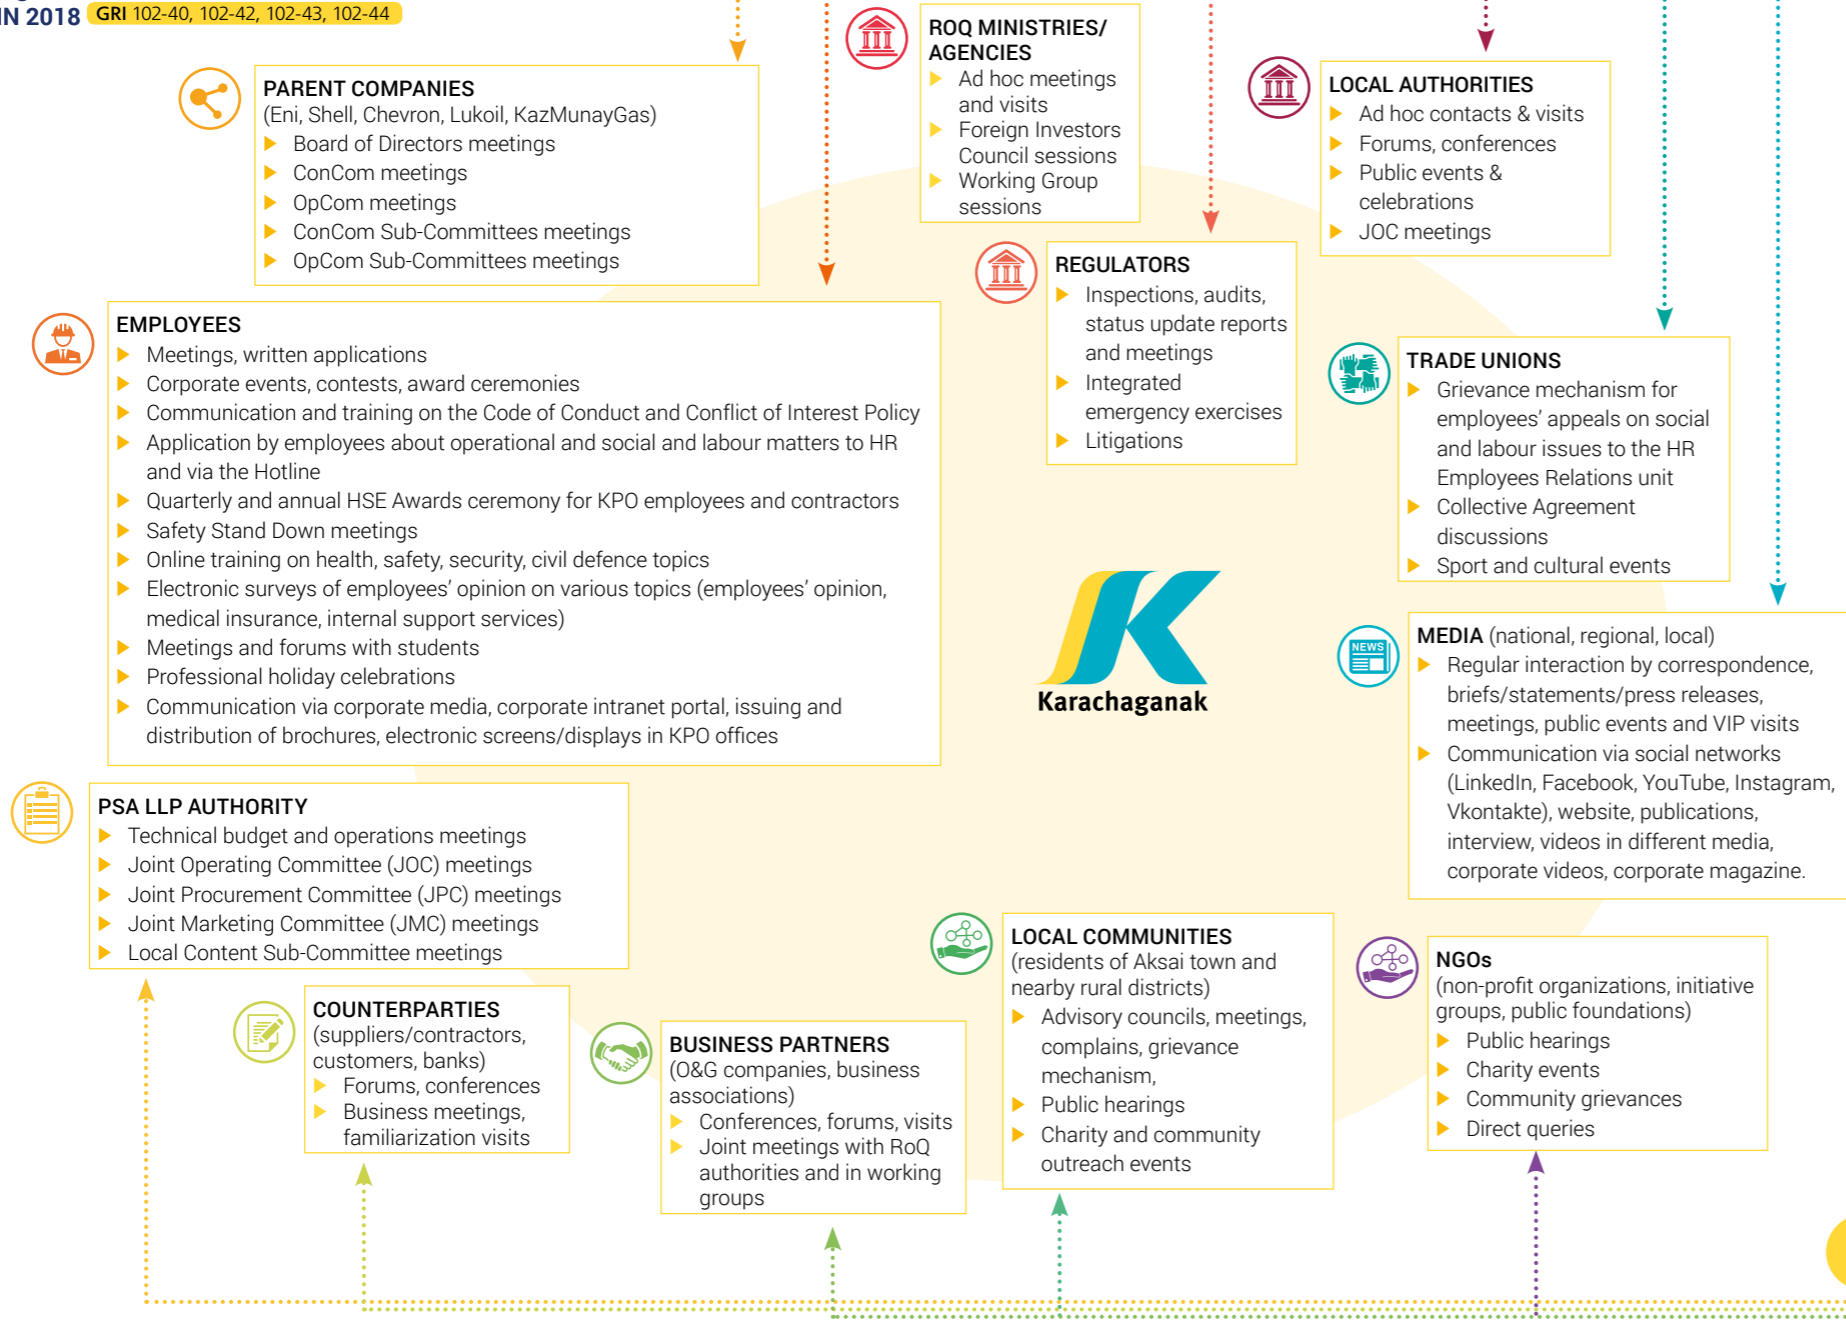 IN 2018 GRI 102-40, 102-42, 102-43, 102-44
PARENT COMPANIES
(Eni, Shell, Chevron, Lukoil, KazMunayGas)
Board of Directors meetings
ConCom meetings
OpCom meetings
ConCom Sub-Committees meetings
OpCom Sub-Committees meetings
ROQ MINISTRIES/
AGENCIES
Ad hoc meetings
and visits
Foreign Investors
Council sessions
Working Group
sessions
LOCAL AUTHORITIES
Ad hoc contacts & visits
Forums, conferences
Public events &
celebrations
JOC meetings
REGULATORS
Inspections, audits,
status update reports
and meetings
Integrated
emergency exercises
Litigations
EMPLOYEES
Meetings, written applications
Corporate events, contests, award ceremonies
Communication and training on the Code of Conduct and Conflict of Interest Policy
Application by employees about operational and social and labour matters to HR
and via the Hotline
Quarterly and annual HSE Awards ceremony for KPO employees and contractors
Safety Stand Down meetings
Online training on health, safety, security, civil defence topics
Electronic surveys of employees' opinion on various topics (employees' opinion,
medical insurance, internal support services)
Meetings and forums with students
Professional holiday celebrations
Communication via corporate media, corporate intranet portal, issuing and
distribution of brochures, electronic screens/displays in KPO offices
TRADE UNIONS
Grievance mechanism for
employees' appeals on social
and labour issues to the HR
Employees Relations unit
Collective Agreement
discussions
Sport and cultural events
Karachaganak
NEWS
MEDIA (national, regional, local)
Regular interaction by correspondence,
briefs/statements/press releases,
meetings, public events and VIP visits
Communication via social networks
(LinkedIn, Facebook, YouTube, Instagram,
Vkontakte), website, publications,
interview, videos in different media,
corporate videos, corporate magazine.
PSA LLP AUTHORITY
Technical budget and operations meetings
Joint Operating Committee (JOC) meetings
Joint Procurement Committee (JPC) meetings
Joint Marketing Committee (JMC) meetings
Local Content Sub-Committee meetings
COUNTERPARTIES
(suppliers/contractors,
customers, banks)
Forums, conferences
Business meetings,
familiarization visits
BUSINESS PARTNERS
(O&G companies, business
associations)
Conferences, forums, visits
Joint meetings with RoQ
authorities and in working
groups
LOCAL COMMUNITIES
(residents of Aksai town and
nearby rural districts)
Advisory councils, meetings,
complains, grievance
mechanism,
Public hearings
Charity and community
outreach events
NGOs
(non-profit organizations, initiative
groups, public foundations)
Public hearings
Charity events
Community grievances
Direct queries